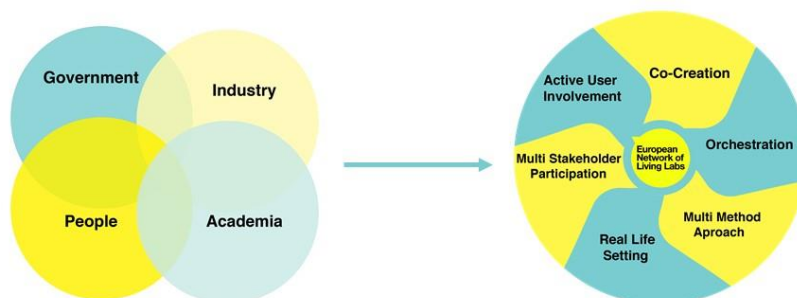 Government
Industry
People
Academia
Active User
Involvement
Co-Creation
Orchestration
Multi Stakeholder
Participation
European
Network of
Living Labs
Multi Method
Aproach
Real Life
Setting